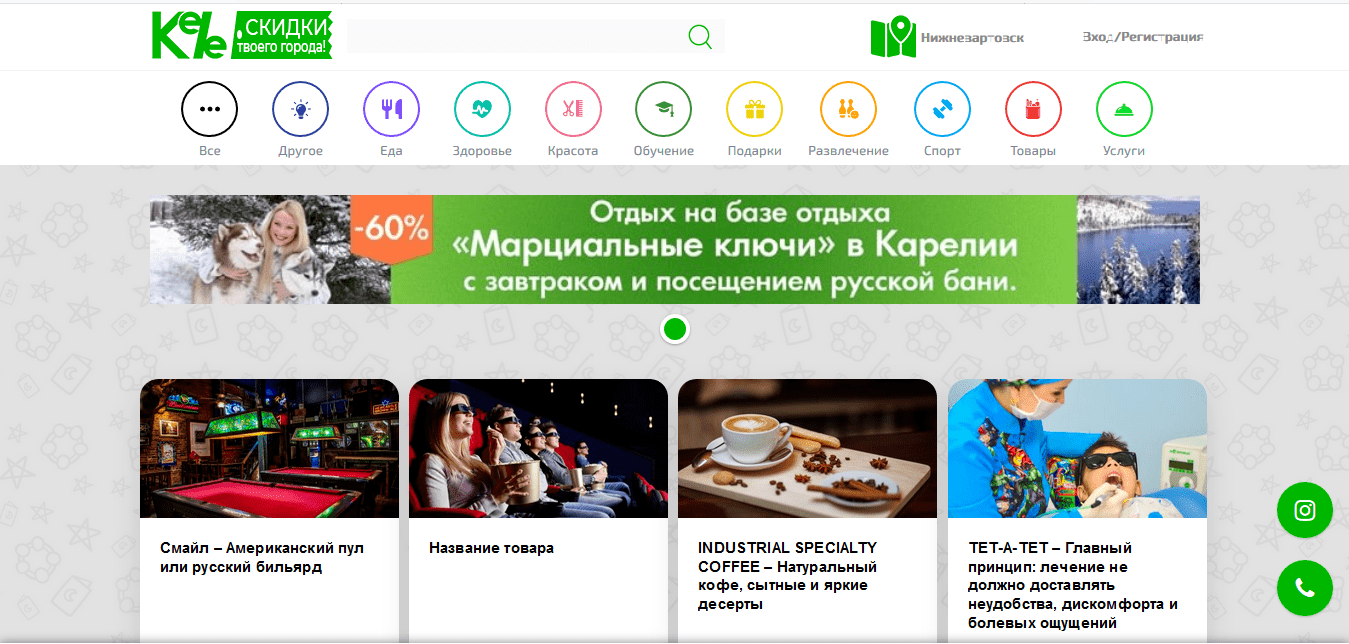 Kele
СКИДКИ
твоего города!
Нижневартовск
Вход/Регистрация
Все
Другое
Еда
Здоровье
Красота
Обучение
Подарки
Развлечение
Спорт
Товары
Услуги
-60%
Отдых на базе отдыха
«Марциальные ключи» в Карелии
с завтраком и посещением русской бани.
Смайл – Американский пул
или русский бильярд
Название товара
INDUSTRIAL SPECIALTY
COFFEE – Натуральный
кофе, сытные и яркие
десерты
TET-A-TET – Главный
принцип: лечение не
должно доставлять
неудобства, дискомфорта и
болевых ощущений